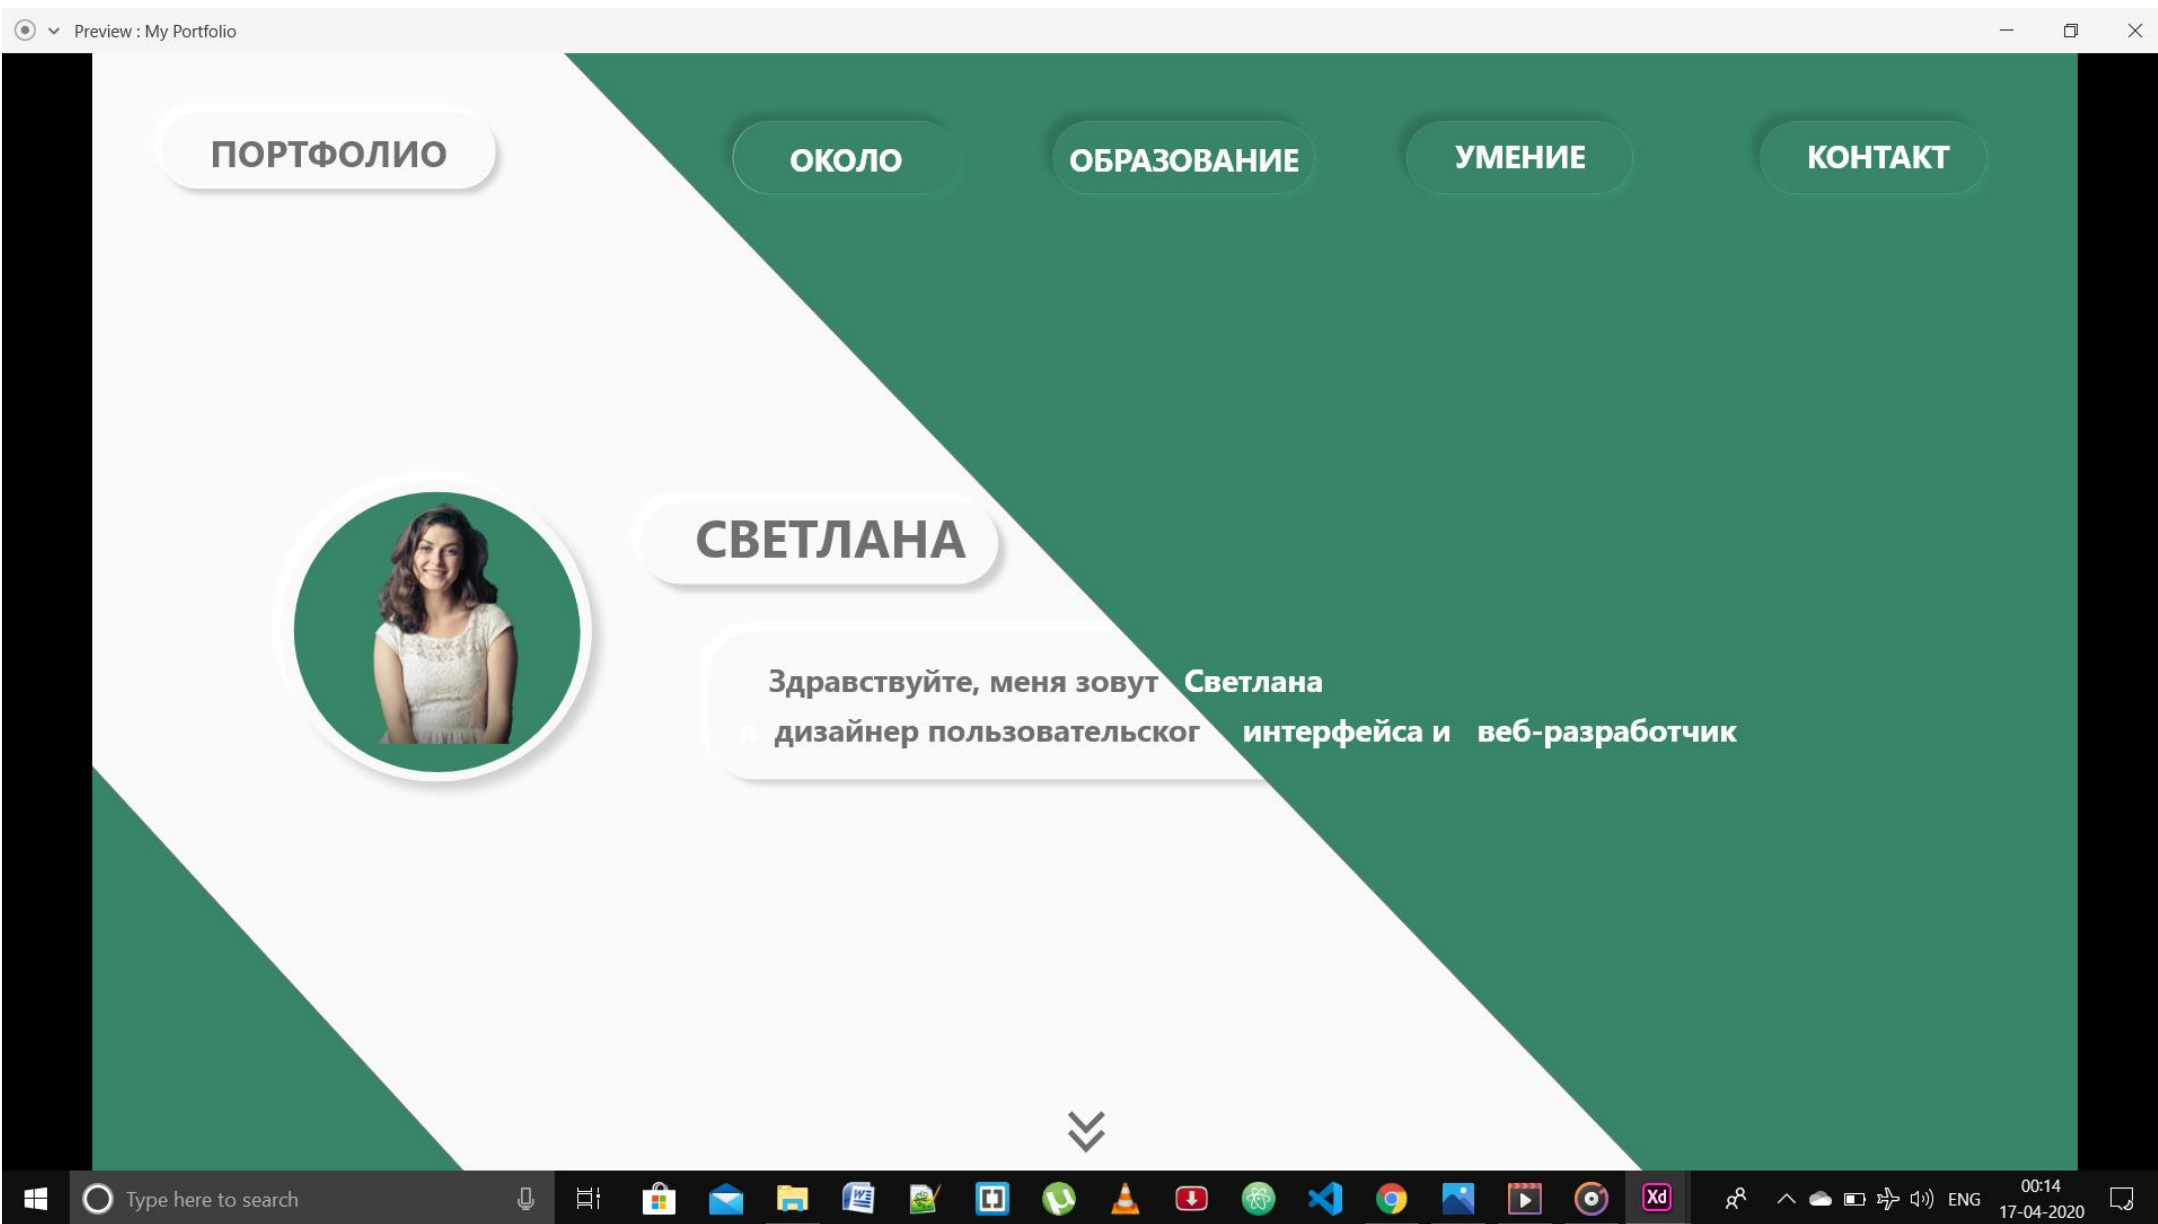 Preview : My Portfolio
ПОРТФОЛИО
ОКОЛО
ОБРАЗОВАНИЕ
УМЕНИЕ
КОНТАКТ
СВЕТЛАНА
Здравствуйте, меня зовут Светлана
я дизайнер пользовательског интерфейса и веб-разработчик
Type here to search
W
Xd
ENG
00:14
17-04-2020